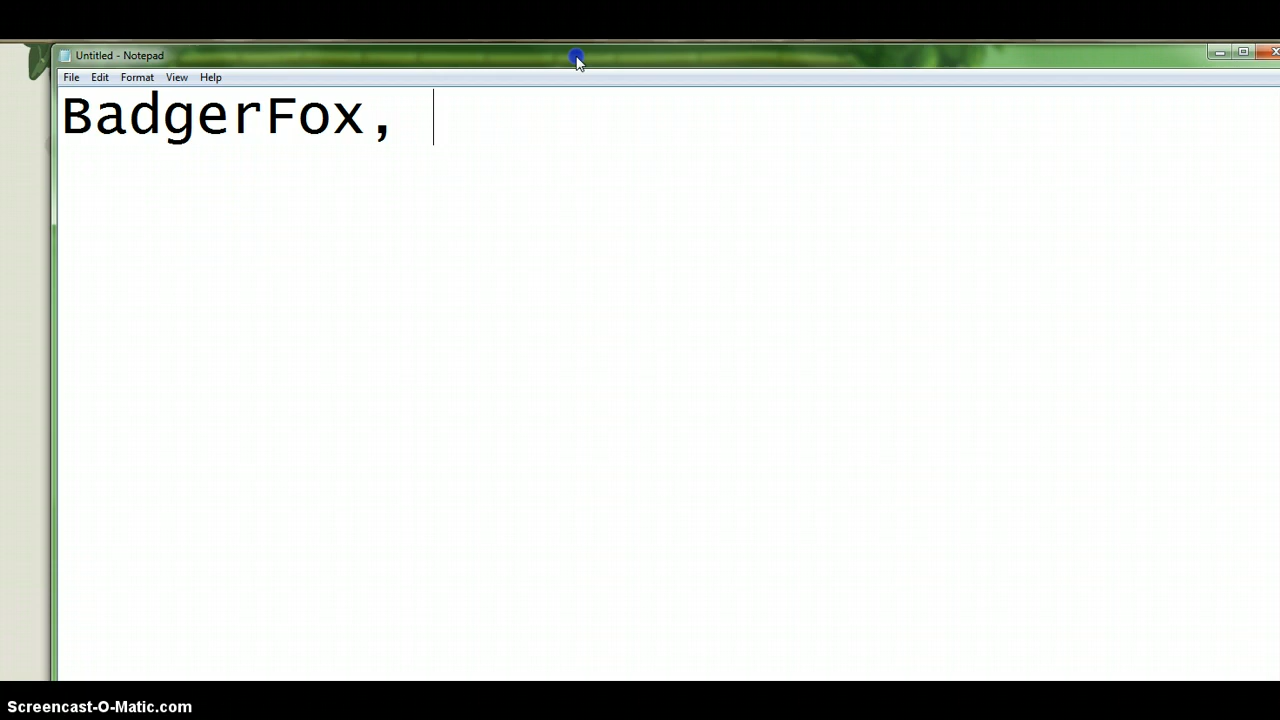 Untitled - Notepad
File Edit Format View Help
BadgerFox,
Screencast-O-Matic.com